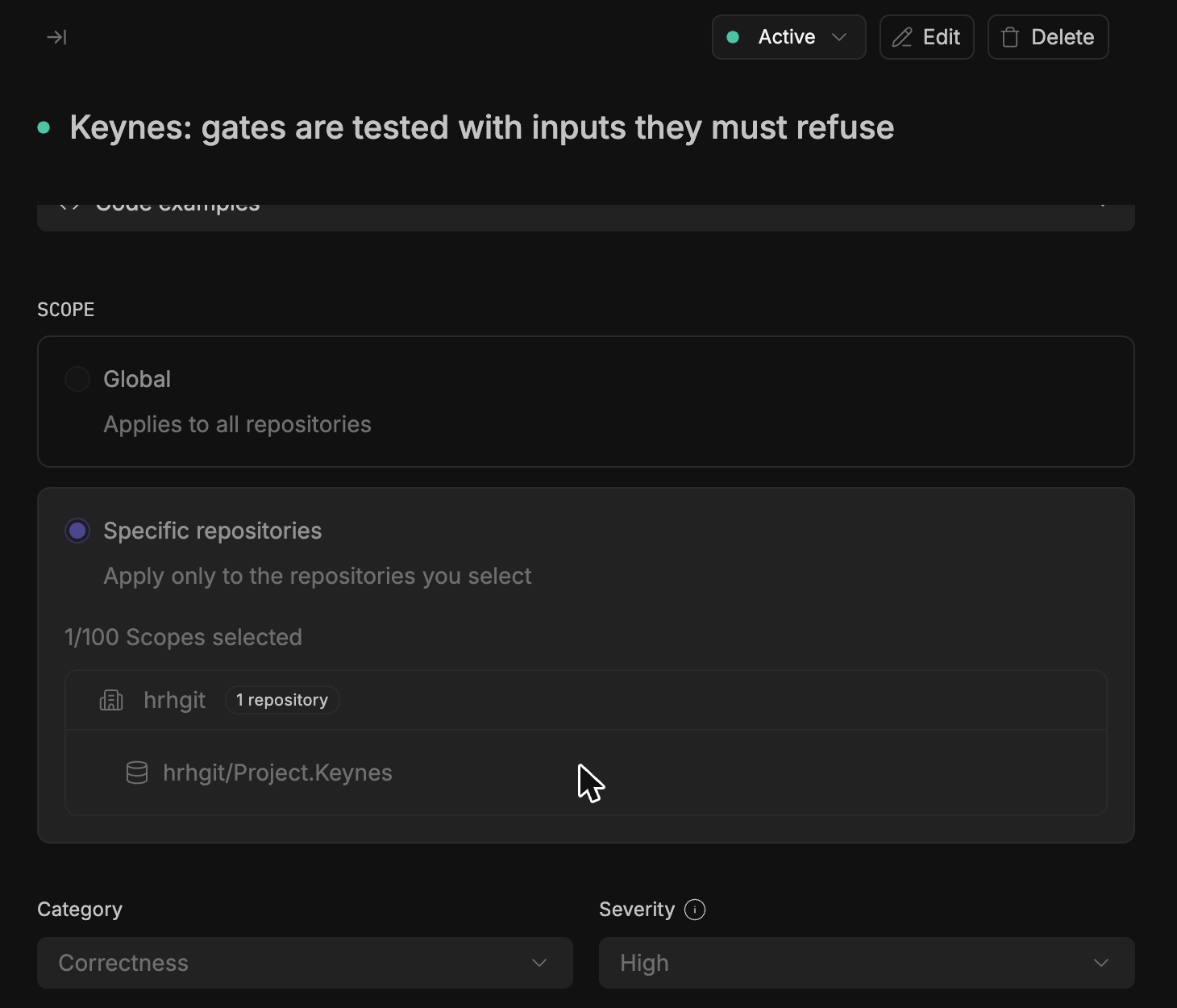 Active
Edit
Delete
Keynes: gates are tested with inputs they must refuse
Code examples
SCOPE
Global
Applies to all repositories
Specific repositories
Apply only to the repositories you select
1/100 Scopes selected
hrhgit
1 repository
hrhgit/Project.Keynes
Category
Severity
Correctness
High